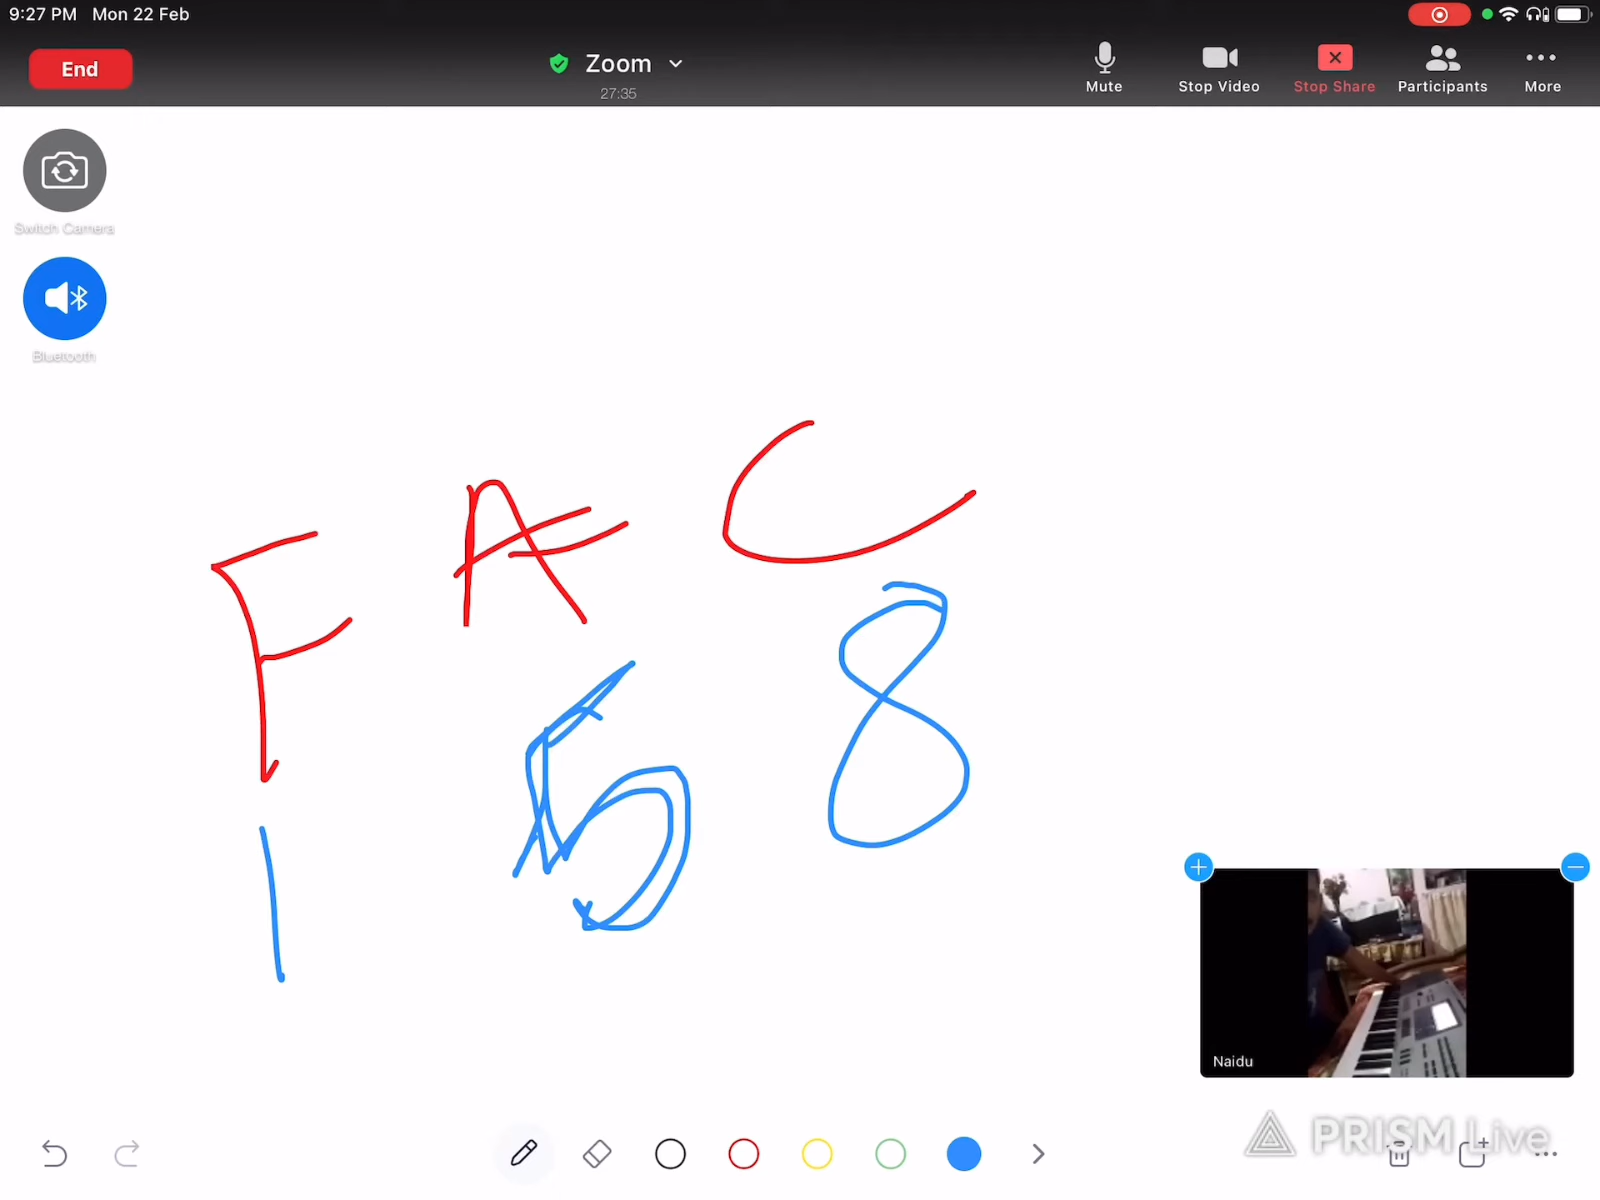 9:27 PM Mon 22 Feb
End
Zoom
27:35
Mute
Stop Video
Stop Share
Participants
More
Switch Camera
Bluetooth
F A C
1 5 8
Naidu
PRISM Live